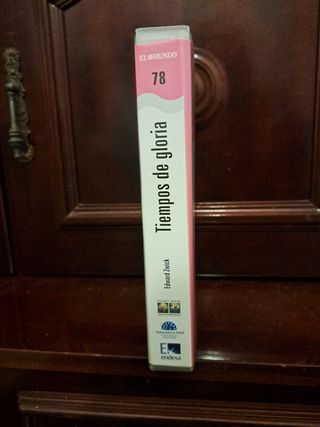 EL MUNDO
78
Tiempos de gloria
Edward Zwick
endesa